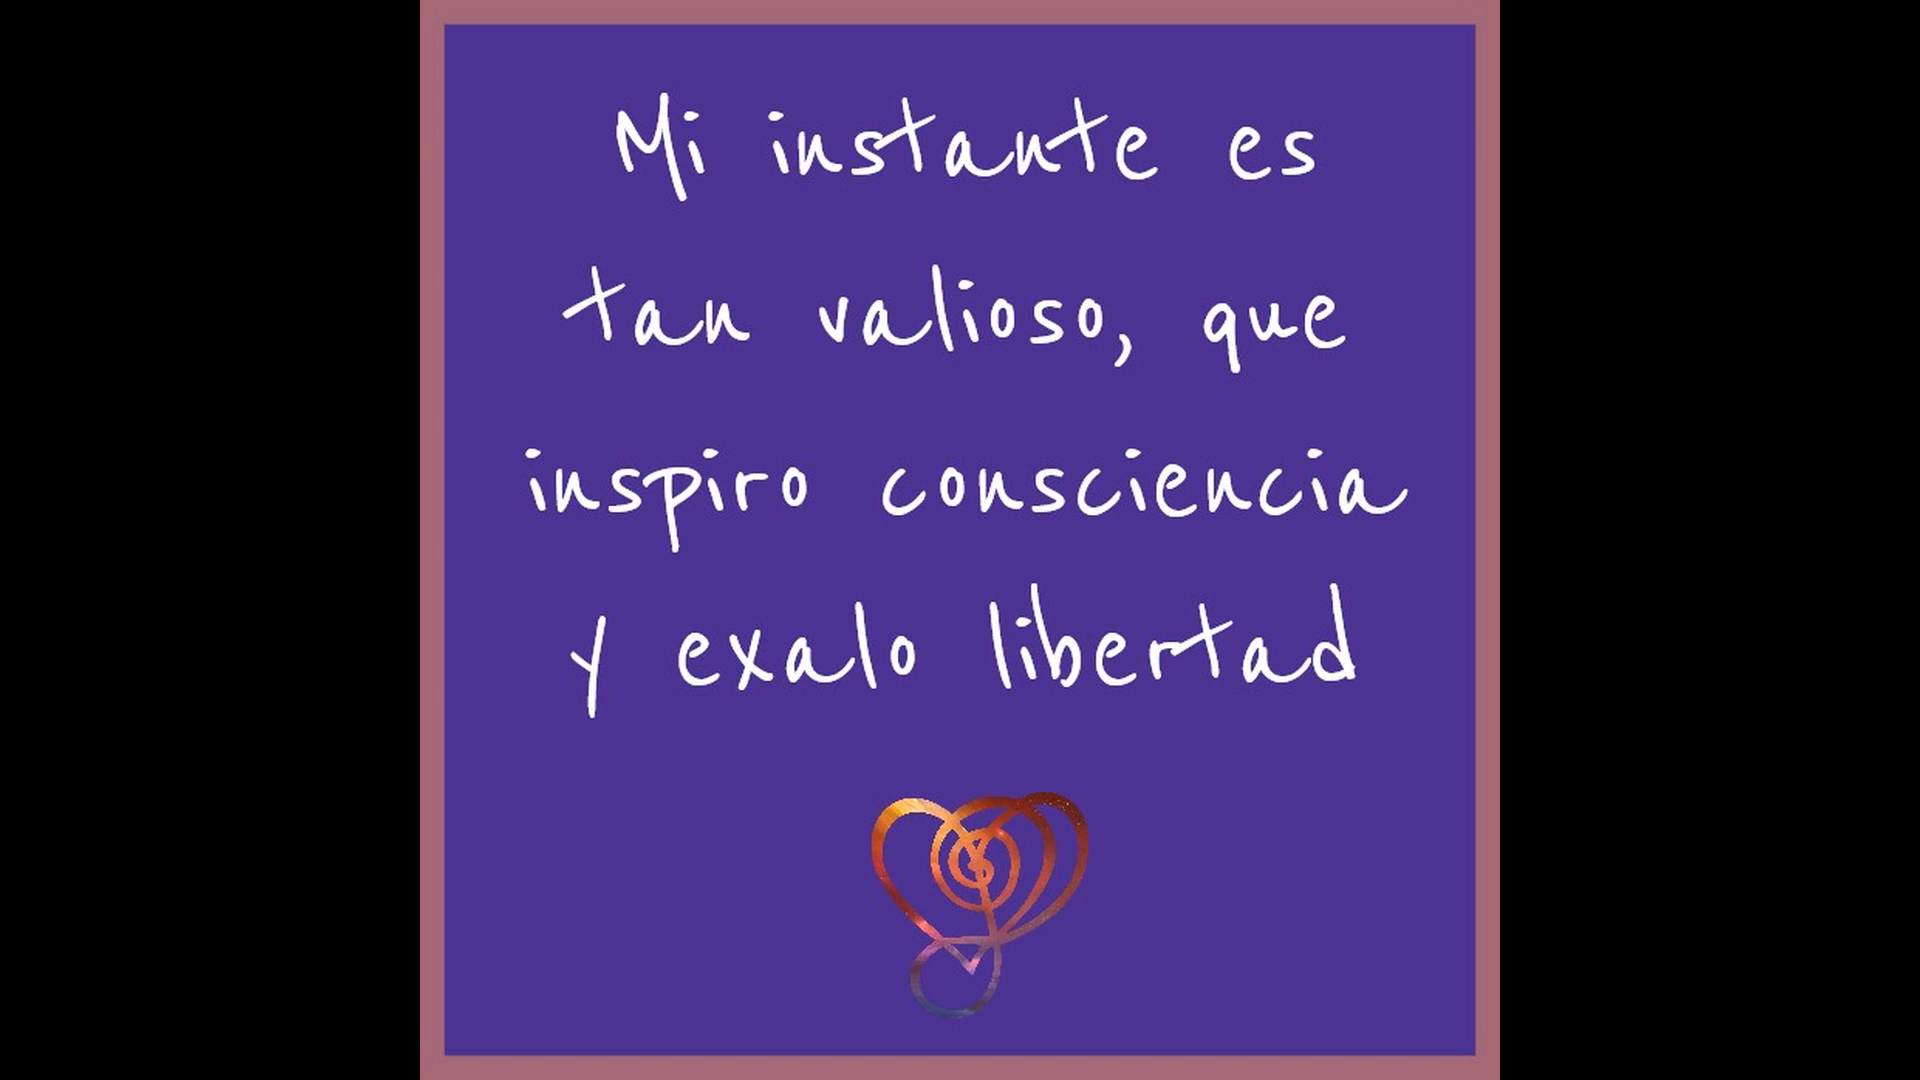 Mi instante es
tan valioso, que
inspiro consciencia
y exalo libertad